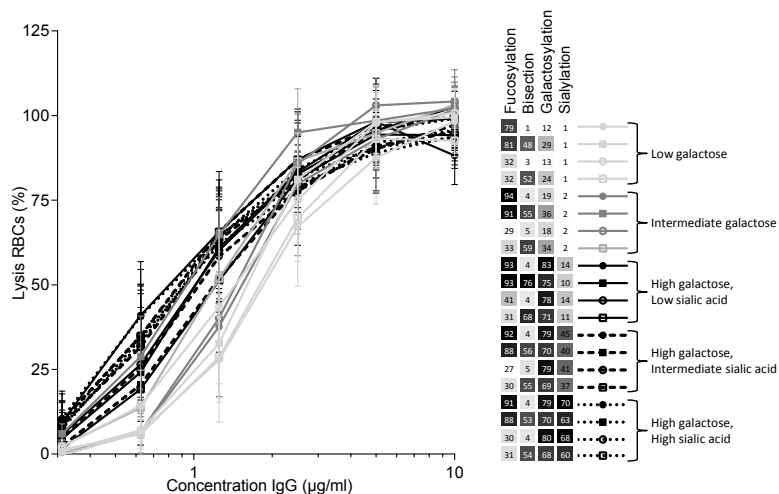 125
100
75
50
25
0
Lysis RBCs (%)
1
10
Concentration IgG (µg/ml)
Fucosylation
Bisection
Galactosylation
Sialylation
79 1 12 1
81 48 29 1
32 3 13 1
32 52 24 1
94 4 19 2
91 55 36 2
29 5 18 2
33 59 34 2
93 4 83 14
93 76 75 10
41 4 78 14
31 68 71 11
92 4 79 45
88 56 70 40
27 5 79 41
30 55 69 37
91 4 79 70
88 53 70 63
30 4 80 68
31 54 68 60
Low galactose
Intermediate galactose
High galactose,
Low sialic acid
High galactose,
Intermediate sialic acid
High galactose,
High sialic acid